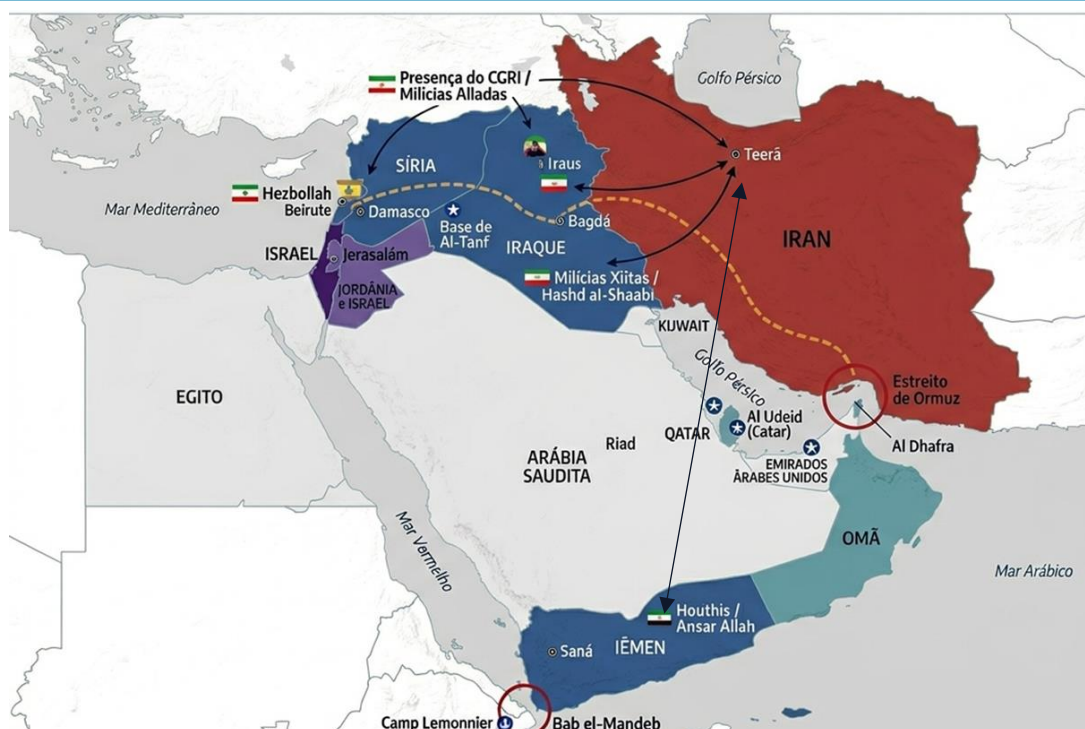 Presença do CGRI /
Milicias Alladas
Golfo Pérsico
Teerã
SÍRIA
Iraus
Hezbollah
Beirute
Mar Mediterrâneo
Damasco
Base de
Al-Tanf
Bagdá
IRAQUE
IRAN
ISRAEL
Jerasalám
JORDÂNIA
e ISRAEL
Milícias Xiitas /
Hashd al-Shaabi
KUWAIT
Golfo Pérsico
EGITO
Estreito
de Ormuz
Al Udeid
(Catar)
QATAR
Al Dhafra
Riad
ARÁBIA
SAUDITA
EMIRADOS
ÀRABES UNIDOS
Mar Vermelho
OMÃ
Mar Arábico
Houthis /
Ansar Allah
Saná
IĒMEN
Camp Lemonnier
Bab el-Mandeb